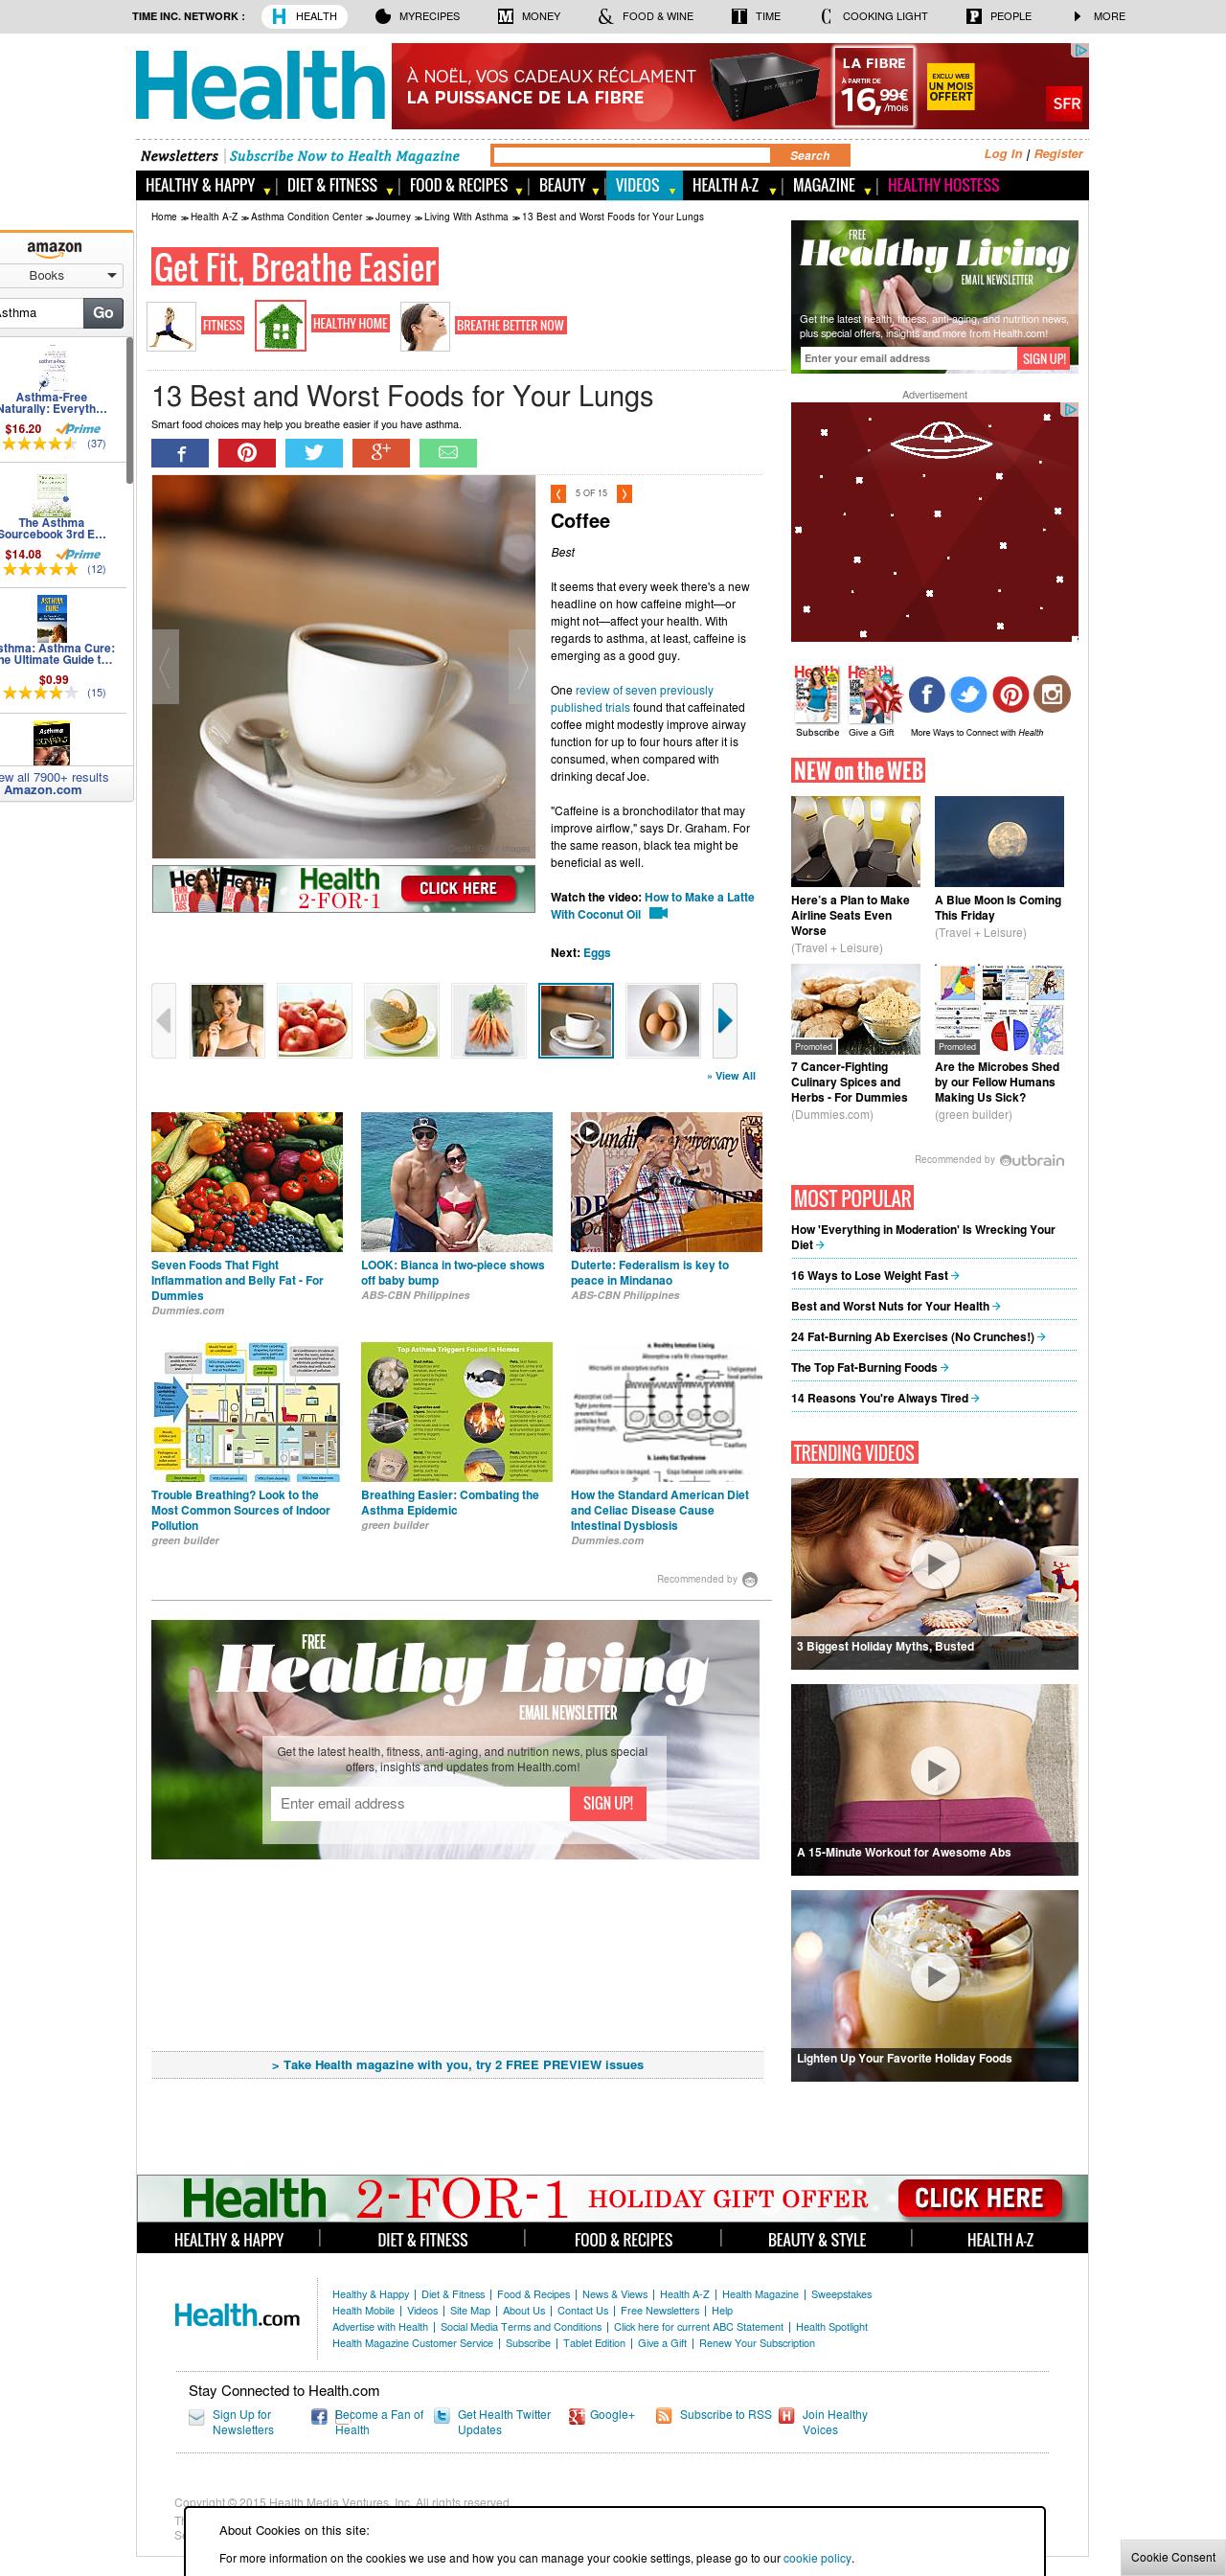 TIME INC. NETWORK : HEALTH MYRECIPES MONEY FOOD & WINE TIME COOKING LIGHT PEOPLE MORE
Health
À NOËL, VOS CADEAUX RÉCLAMENT
LA PUISSANCE DE LA FIBRE
LA FIBRE
À PARTIR DE
16,99€
/mois
EXCLU WEB
UN MOIS
OFFERT
SFR
Newsletters Subscribe Now to Health Magazine
Search
Log In | Register
HEALTHY & HAPPY DIET & FITNESS FOOD & RECIPES BEAUTY VIDEOS HEALTH A-Z MAGAZINE HEALTHY HOSTESS
Home >> Health A-Z >> Asthma Condition Center >> Journey >> Living With Asthma >> 13 Best and Worst Foods for Your Lungs
amazon
Books
Asthma Go
Asthma-Free
Naturally: Everyth...
$16.20 Prime
(37)
The Asthma
Sourcebook 3rd E...
$14.08 Prime
(12)
ASTHMA
CURE
sthma: Asthma Cure:
he Ultimate Guide t...
$0.99
(15)
Asthma
DUMMIES
ew all 7900+ results
Amazon.com
Get Fit, Breathe Easier
FITNESS
HEALTHY HOME
BREATHE BETTER NOW
13 Best and Worst Foods for Your Lungs
Smart food choices may help you breathe easier if you have asthma.
5 OF 15
Coffee
Best
It seems that every week there's a new
headline on how caffeine might—or
might not—affect your health. With
regards to asthma, at least, caffeine is
emerging as a good guy.
One review of seven previously
published trials found that caffeinated
coffee might modestly improve airway
function for up to four hours after it is
consumed, when compared with
drinking decaf Joe.
"Caffeine is a bronchodilator that may
improve airflow," says Dr. Graham. For
the same reason, black tea might be
beneficial as well.
Watch the video: How to Make a Latte
With Coconut Oil
Next: Eggs
Credit: Getty Images
Health
2-FOR-1
CLICK HERE
» View All
Seven Foods That Fight
Inflammation and Belly Fat - For
Dummies
Dummies.com
LOOK: Bianca in two-piece shows
off baby bump
ABS-CBN Philippines
Duterte: Federalism is key to
peace in Mindanao
ABS-CBN Philippines
Top Asthma Triggers Found in Homes
Trouble Breathing? Look to the
Most Common Sources of Indoor
Pollution
green builder
Breathing Easier: Combating the
Asthma Epidemic
green builder
a. Healthy Intestinal Living
b. Leaky Gut Syndrome
How the Standard American Diet
and Celiac Disease Cause
Intestinal Dysbiosis
Dummies.com
Recommended by
FREE
Healthy Living
EMAIL NEWSLETTER
Get the latest health, fitness, anti-aging, and nutrition news, plus special
offers, insights and updates from Health.com!
Enter email address
SIGN UP!
> Take Health magazine with you, try 2 FREE PREVIEW issues
FREE
Healthy Living
EMAIL NEWSLETTER
Get the latest health, fitness, anti-aging, and nutrition news,
plus special offers, insights and more from Health.com!
Enter your email address
SIGN UP!
Advertisement
Subscribe Give a Gift More Ways to Connect with Health
NEW on the WEB
Here's a Plan to Make
Airline Seats Even
Worse
(Travel + Leisure)
A Blue Moon Is Coming
This Friday
(Travel + Leisure)
Promoted
7 Cancer-Fighting
Culinary Spices and
Herbs - For Dummies
(Dummies.com)
Promoted
Are the Microbes Shed
by our Fellow Humans
Making Us Sick?
(green builder)
Recommended by Outbrain
MOST POPULAR
How 'Everything in Moderation' Is Wrecking Your
Diet
16 Ways to Lose Weight Fast
Best and Worst Nuts for Your Health
24 Fat-Burning Ab Exercises (No Crunches!)
The Top Fat-Burning Foods
14 Reasons You're Always Tired
TRENDING VIDEOS
3 Biggest Holiday Myths, Busted
A 15-Minute Workout for Awesome Abs
Lighten Up Your Favorite Holiday Foods
Health 2-FOR-1 HOLIDAY GIFT OFFER CLICK HERE
HEALTHY & HAPPY DIET & FITNESS FOOD & RECIPES BEAUTY & STYLE HEALTH A-Z
Health.com
Healthy & Happy | Diet & Fitness | Food & Recipes | News & Views | Health A-Z | Health Magazine | Sweepstakes
Health Mobile | Videos | Site Map | About Us | Contact Us | Free Newsletters | Help
Advertise with Health | Social Media Terms and Conditions | Click here for current ABC Statement | Health Spotlight
Health Magazine Customer Service | Subscribe | Tablet Edition | Give a Gift | Renew Your Subscription
Stay Connected to Health.com
Sign Up for
Newsletters
Become a Fan of
Health
Get Health Twitter
Updates
Google+
Subscribe to RSS
Join Healthy
Voices
Copyright © 2015 Health Media Ventures, Inc. All rights reserved.
About Cookies on this site:
For more information on the cookies we use and how you can manage your cookie settings, please go to our cookie policy.
Cookie Consent